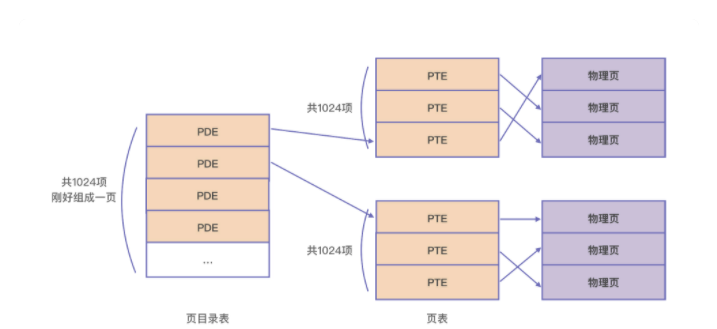 共1024项
刚好组成一页
PDE
PDE
PDE
PDE
...
页目录表
共1024项
PTE
PTE
PTE
物理页
物理页
物理页
共1024项
PTE
PTE
PTE
页表
物理页
物理页
物理页